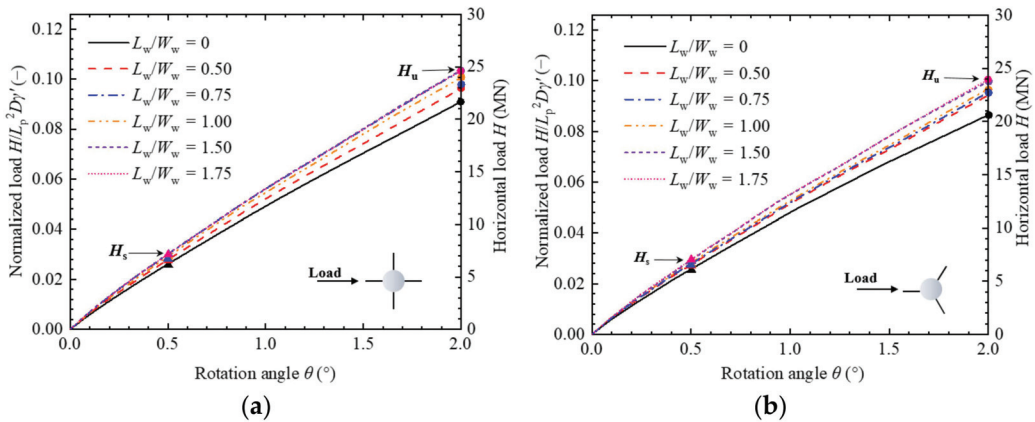 Normalized load H/Lp²Dγ′ (−)
0.12
0.10
0.08
0.06
0.04
0.02
0.00
Lw/Ww = 0
Lw/Ww = 0.50
Lw/Ww = 0.75
Lw/Ww = 1.00
Lw/Ww = 1.50
Lw/Ww = 1.75
Hu
Hs
Load
30
25
20
15
10
5
0
Horizontal load H (MN)
0.0 0.5 1.0 1.5 2.0
Rotation angle θ (°)
(a)
Normalized load H/Lp²Dγ′ (−)
0.12
0.10
0.08
0.06
0.04
0.02
0.00
Lw/Ww = 0
Lw/Ww = 0.50
Lw/Ww = 0.75
Lw/Ww = 1.00
Lw/Ww = 1.50
Lw/Ww = 1.75
Hu
Hs
Load
30
25
20
15
10
5
0
Horizontal load H (MN)
0.0 0.5 1.0 1.5 2.0
Rotation angle θ (°)
(b)